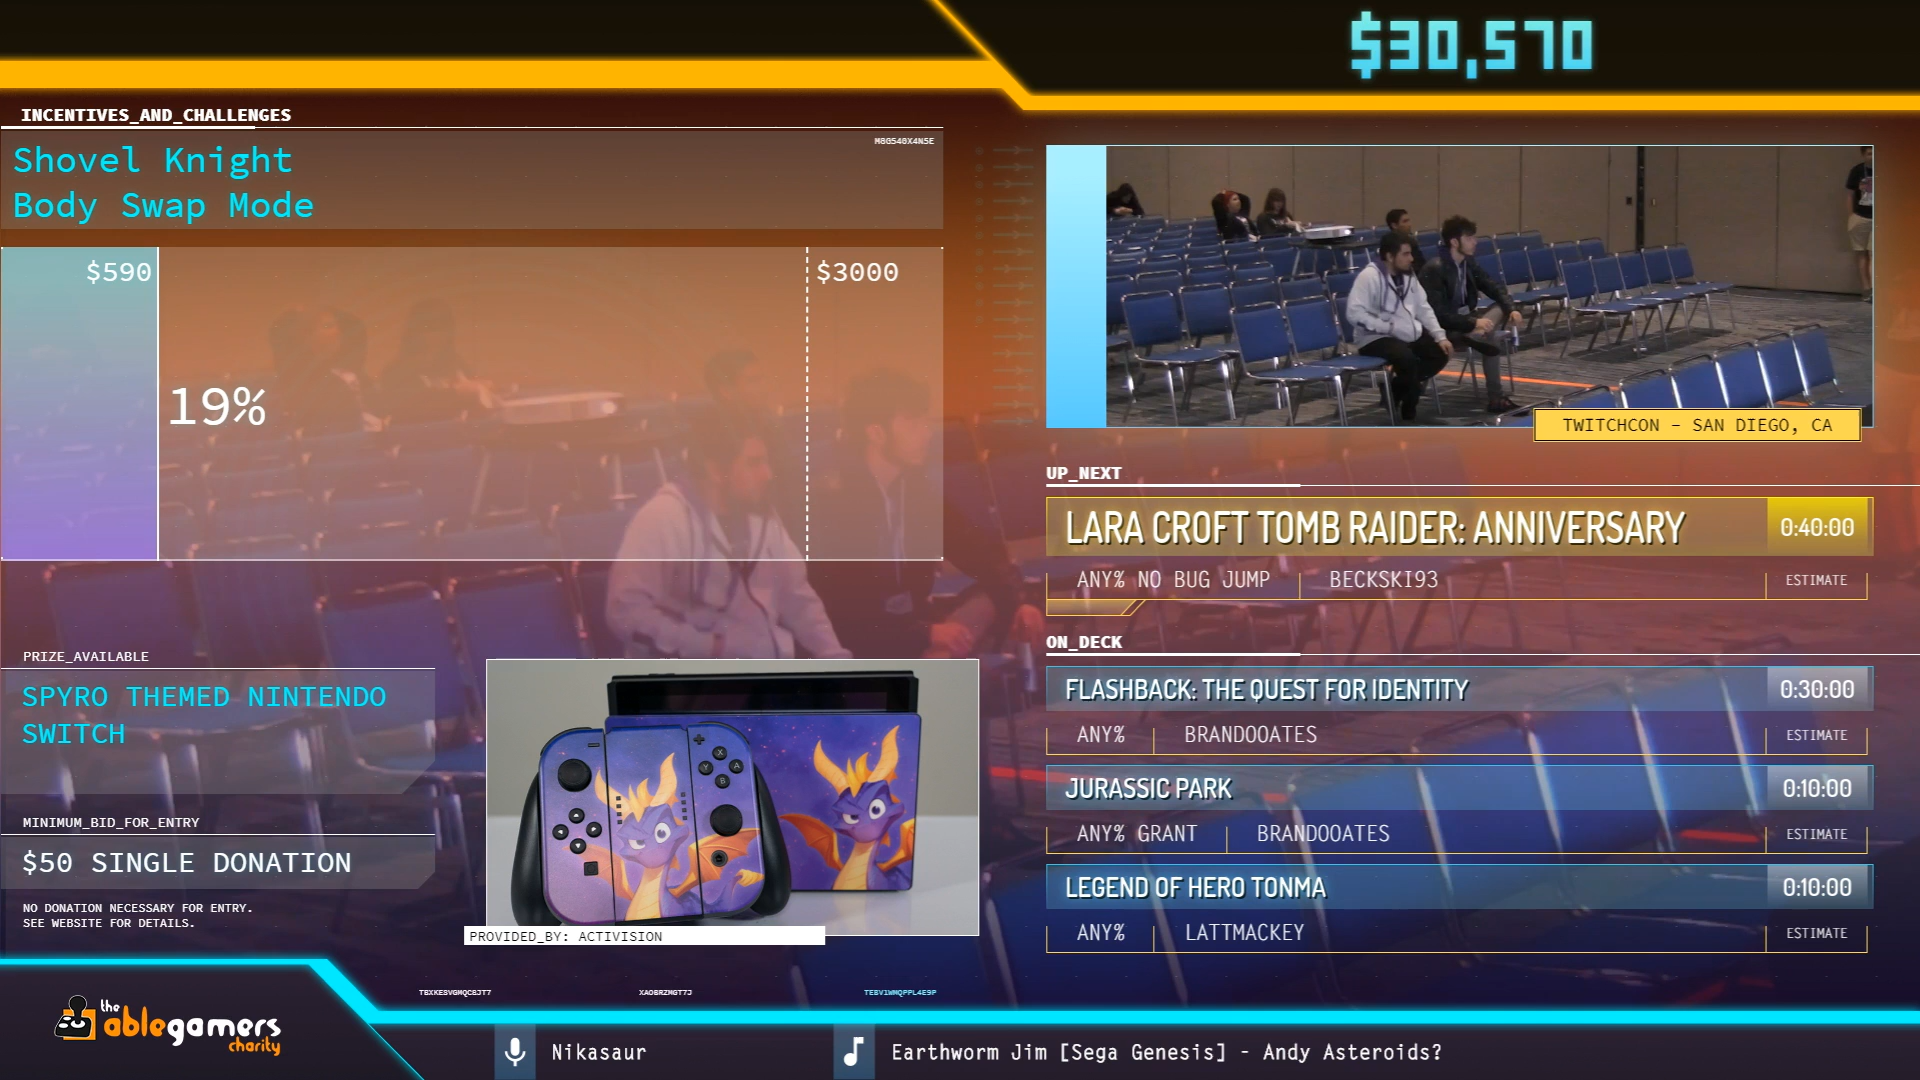 $30,570
INCENTIVES_AND_CHALLENGES
Shovel Knight
Body Swap Mode
$590
$3000
19%
TWITCHCON - SAN DIEGO, CA
UP_NEXT
LARA CROFT TOMB RAIDER: ANNIVERSARY
0:40:00
ANY% NO BUG JUMP
BECKSKI93
ESTIMATE
ON_DECK
FLASHBACK: THE QUEST FOR IDENTITY
0:30:00
ANY%
BRANDOOATES
ESTIMATE
JURASSIC PARK
0:10:00
ANY% GRANT
BRANDOOATES
ESTIMATE
LEGEND OF HERO TONMA
0:10:00
ANY%
LATTMACKEY
ESTIMATE
PRIZE_AVAILABLE
SPYRO THEMED NINTENDO
SWITCH
MINIMUM_BID_FOR_ENTRY
$50 SINGLE DONATION
NO DONATION NECESSARY FOR ENTRY.
SEE WEBSITE FOR DETAILS.
X
Y
A
B
PROVIDED_BY: ACTIVISION
the
ablegamers
charity
Nikasaur
Earthworm Jim [Sega Genesis] - Andy Asteroids?